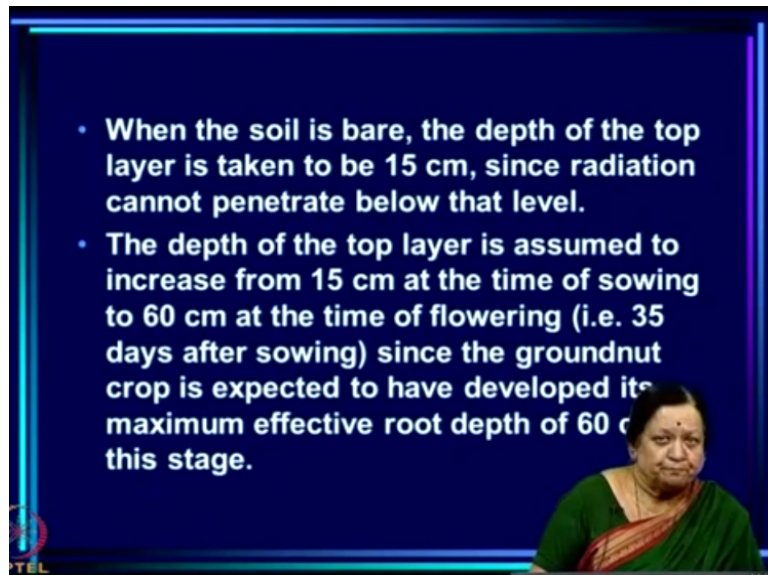 • When the soil is bare, the depth of the top
layer is taken to be 15 cm, since radiation
cannot penetrate below that level.
• The depth of the top layer is assumed to
increase from 15 cm at the time of sowing
to 60 cm at the time of flowering (i.e. 35
days after sowing) since the groundnut
crop is expected to have developed its
maximum effective root depth of 60
this stage.
PTEL